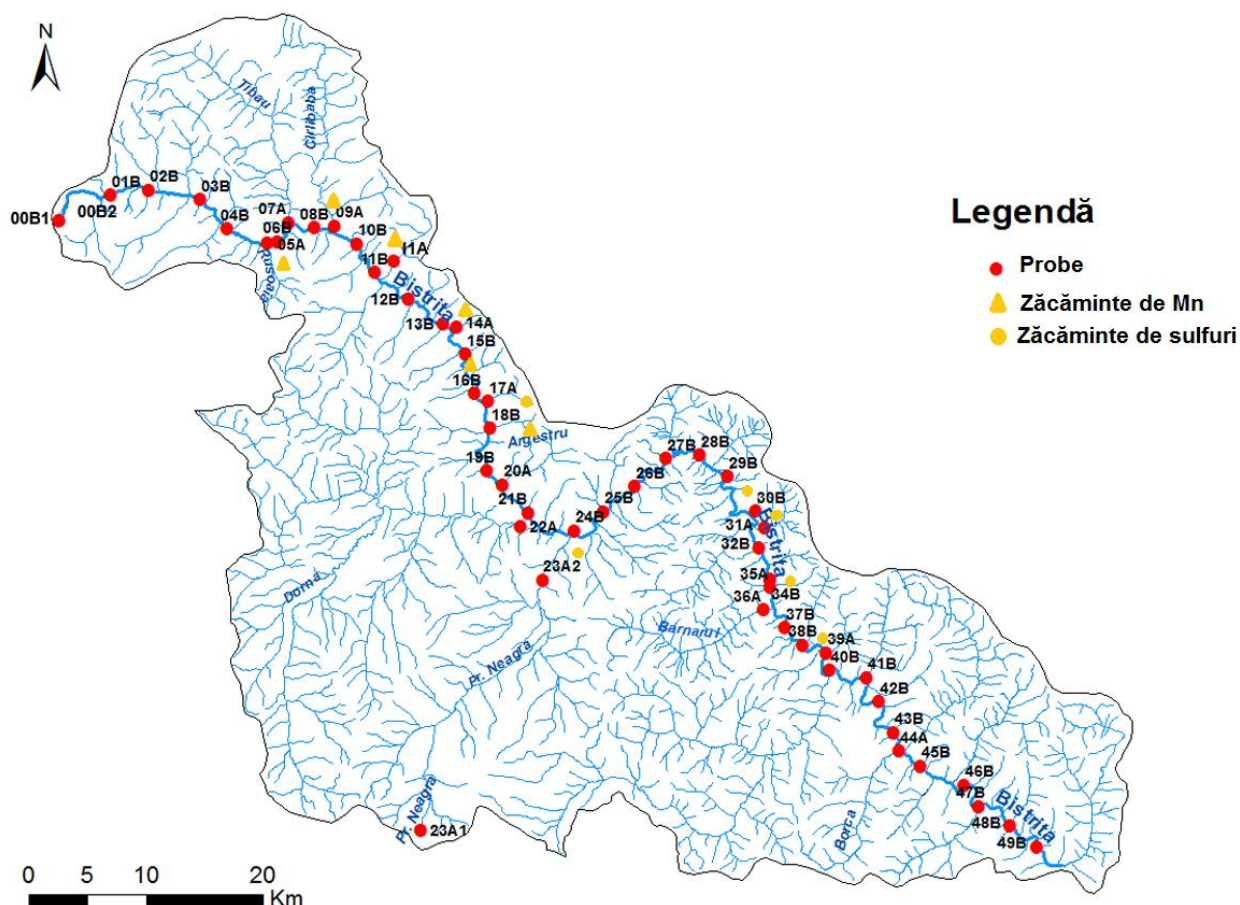 N
Tibau
Cirlibaba
01B
02B
03B
00B1
00B2
04B
07A
08B
09A
06B
05A
10B
Rusoaia
11B
11A
Bistrita
12B
13B
14A
15B
16B
17A
18B
Argestru
19B
20A
21B
22A
24B
25B
26B
27B
28B
29B
30B
31A
Bistrita
32B
23A2
35A
34B
36A
Dorna
37B
38B
Barnarul
39A
40B
Pr. Neagra
41B
42B
43B
44A
45B
46B
47B
Bistrita
48B
49B
Borca
Pr. Neagra
23A1
Legendă
Probe
Zăcăminte de Mn
Zăcăminte de sulfuri
0 5 10 20
Km